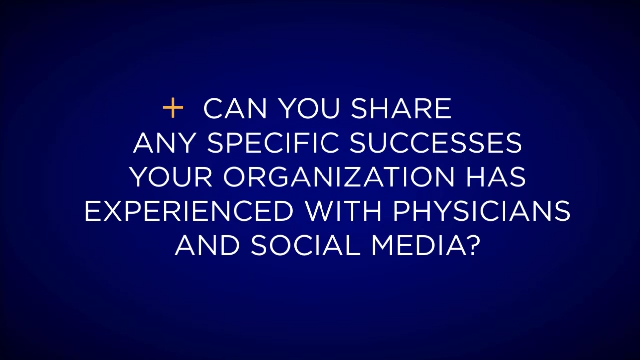 + CAN YOU SHARE
ANY SPECIFIC SUCCESSES
YOUR ORGANIZATION HAS
EXPERIENCED WITH PHYSICIANS
AND SOCIAL MEDIA?